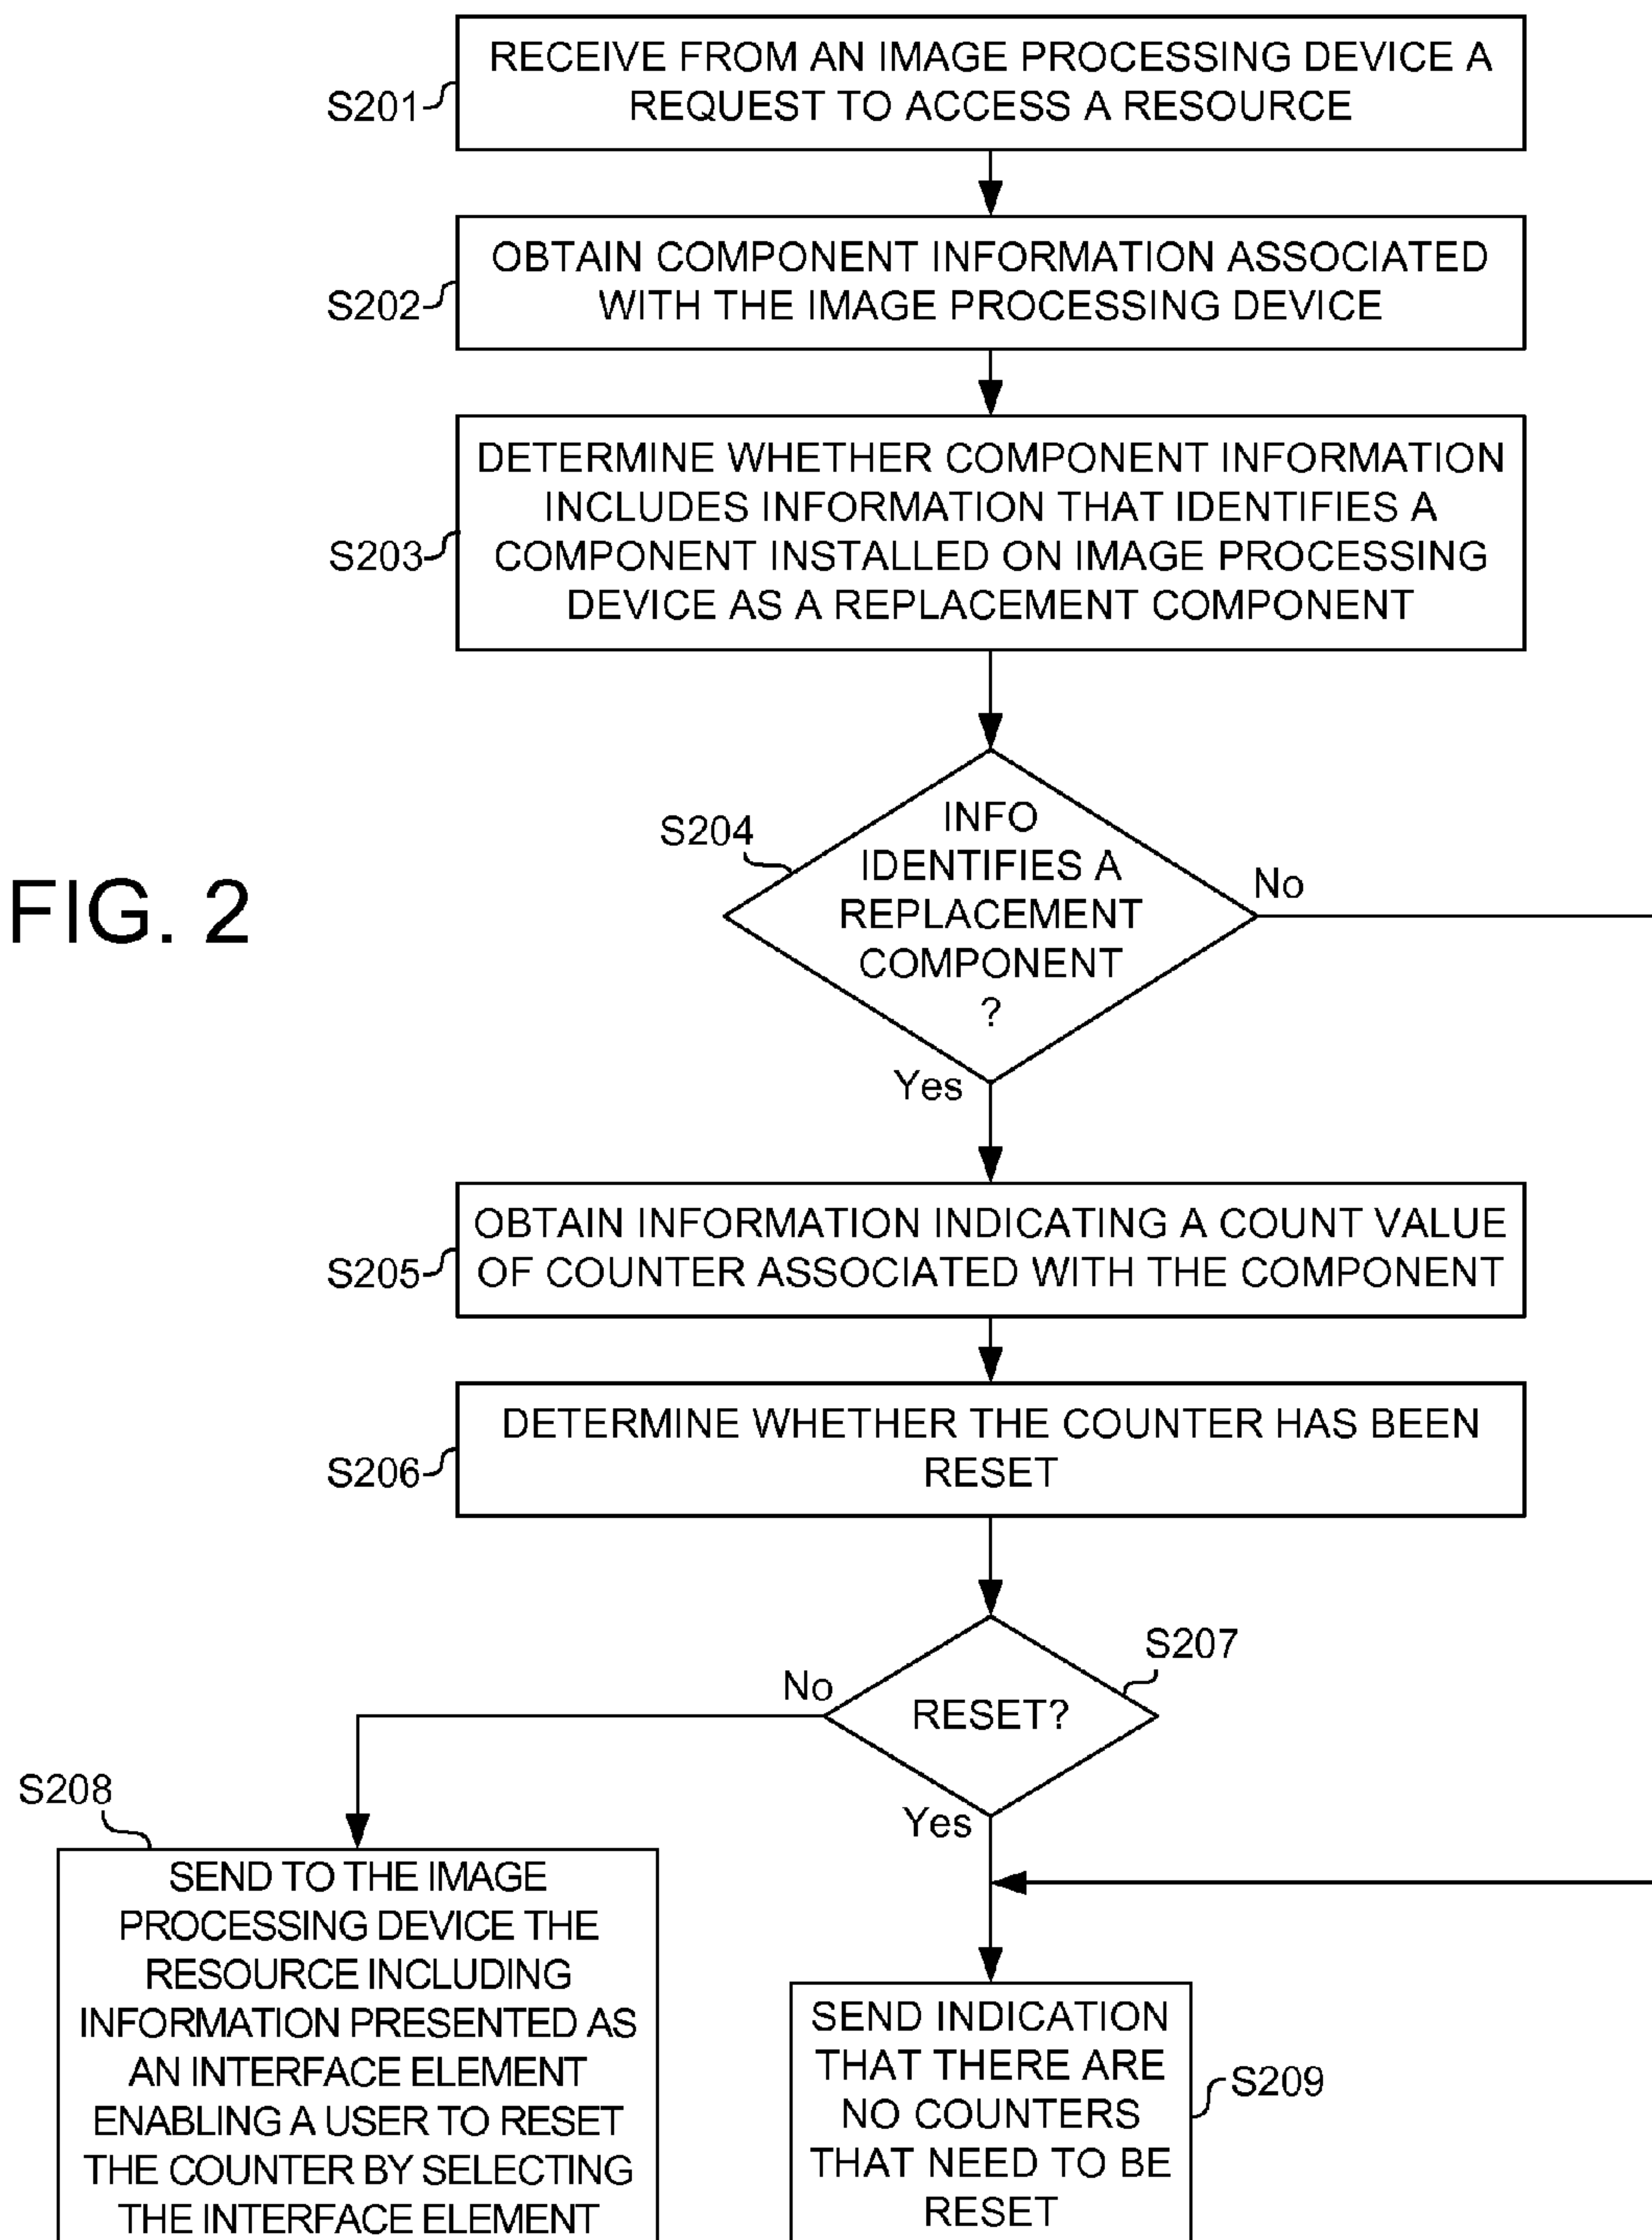 RECEIVE FROM AN IMAGE PROCESSING DEVICE A
REQUEST TO ACCESS A RESOURCE
S201
OBTAIN COMPONENT INFORMATION ASSOCIATED
WITH THE IMAGE PROCESSING DEVICE
S202
DETERMINE WHETHER COMPONENT INFORMATION
INCLUDES INFORMATION THAT IDENTIFIES A
COMPONENT INSTALLED ON IMAGE PROCESSING
DEVICE AS A REPLACEMENT COMPONENT
S203
INFO
IDENTIFIES A
REPLACEMENT
COMPONENT
?
S204
No
FIG. 2
Yes
OBTAIN INFORMATION INDICATING A COUNT VALUE
OF COUNTER ASSOCIATED WITH THE COMPONENT
S205
DETERMINE WHETHER THE COUNTER HAS BEEN
RESET
S206
S207
No
RESET?
Yes
S208
SEND TO THE IMAGE
PROCESSING DEVICE THE
RESOURCE INCLUDING
INFORMATION PRESENTED AS
AN INTERFACE ELEMENT
ENABLING A USER TO RESET
THE COUNTER BY SELECTING
THE INTERFACE ELEMENT
SEND INDICATION
THAT THERE ARE
NO COUNTERS
THAT NEED TO BE
RESET
S209